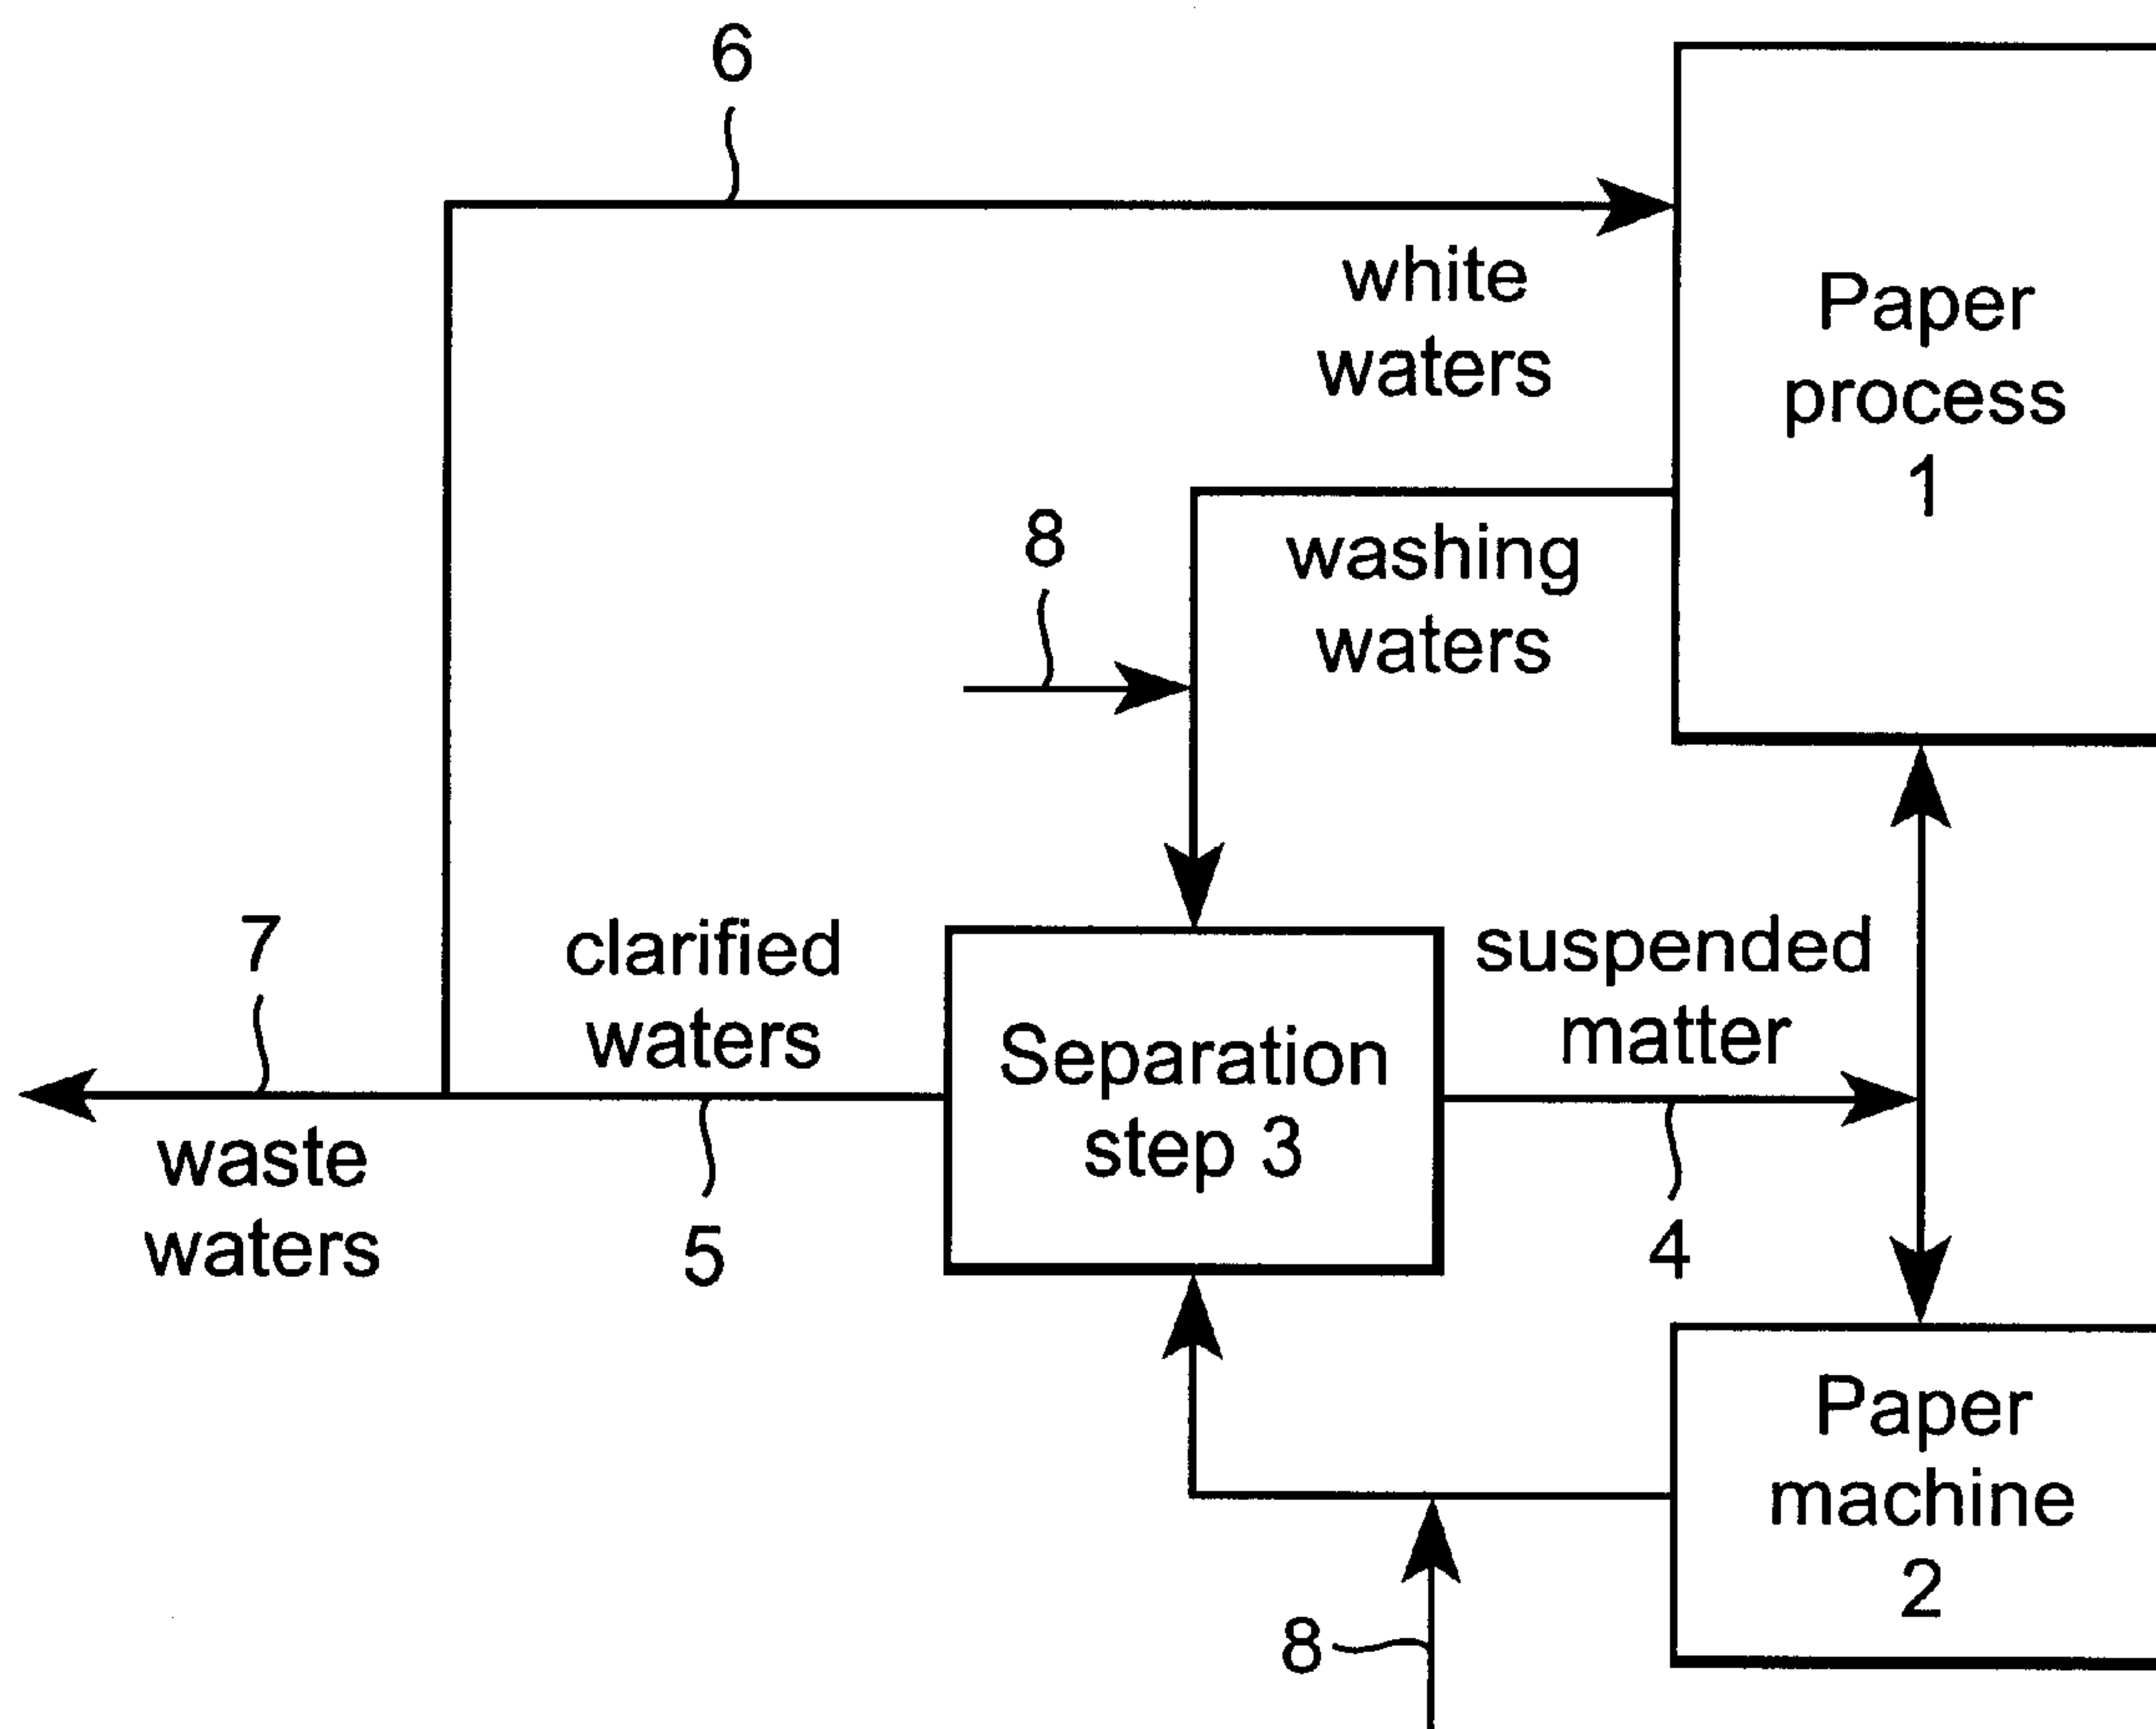 6
white
waters
Paper
process
1
8
washing
waters
7
clarified
waters
suspended
matter
Separation
step 3
waste
waters
5
4
Paper
machine
2
8